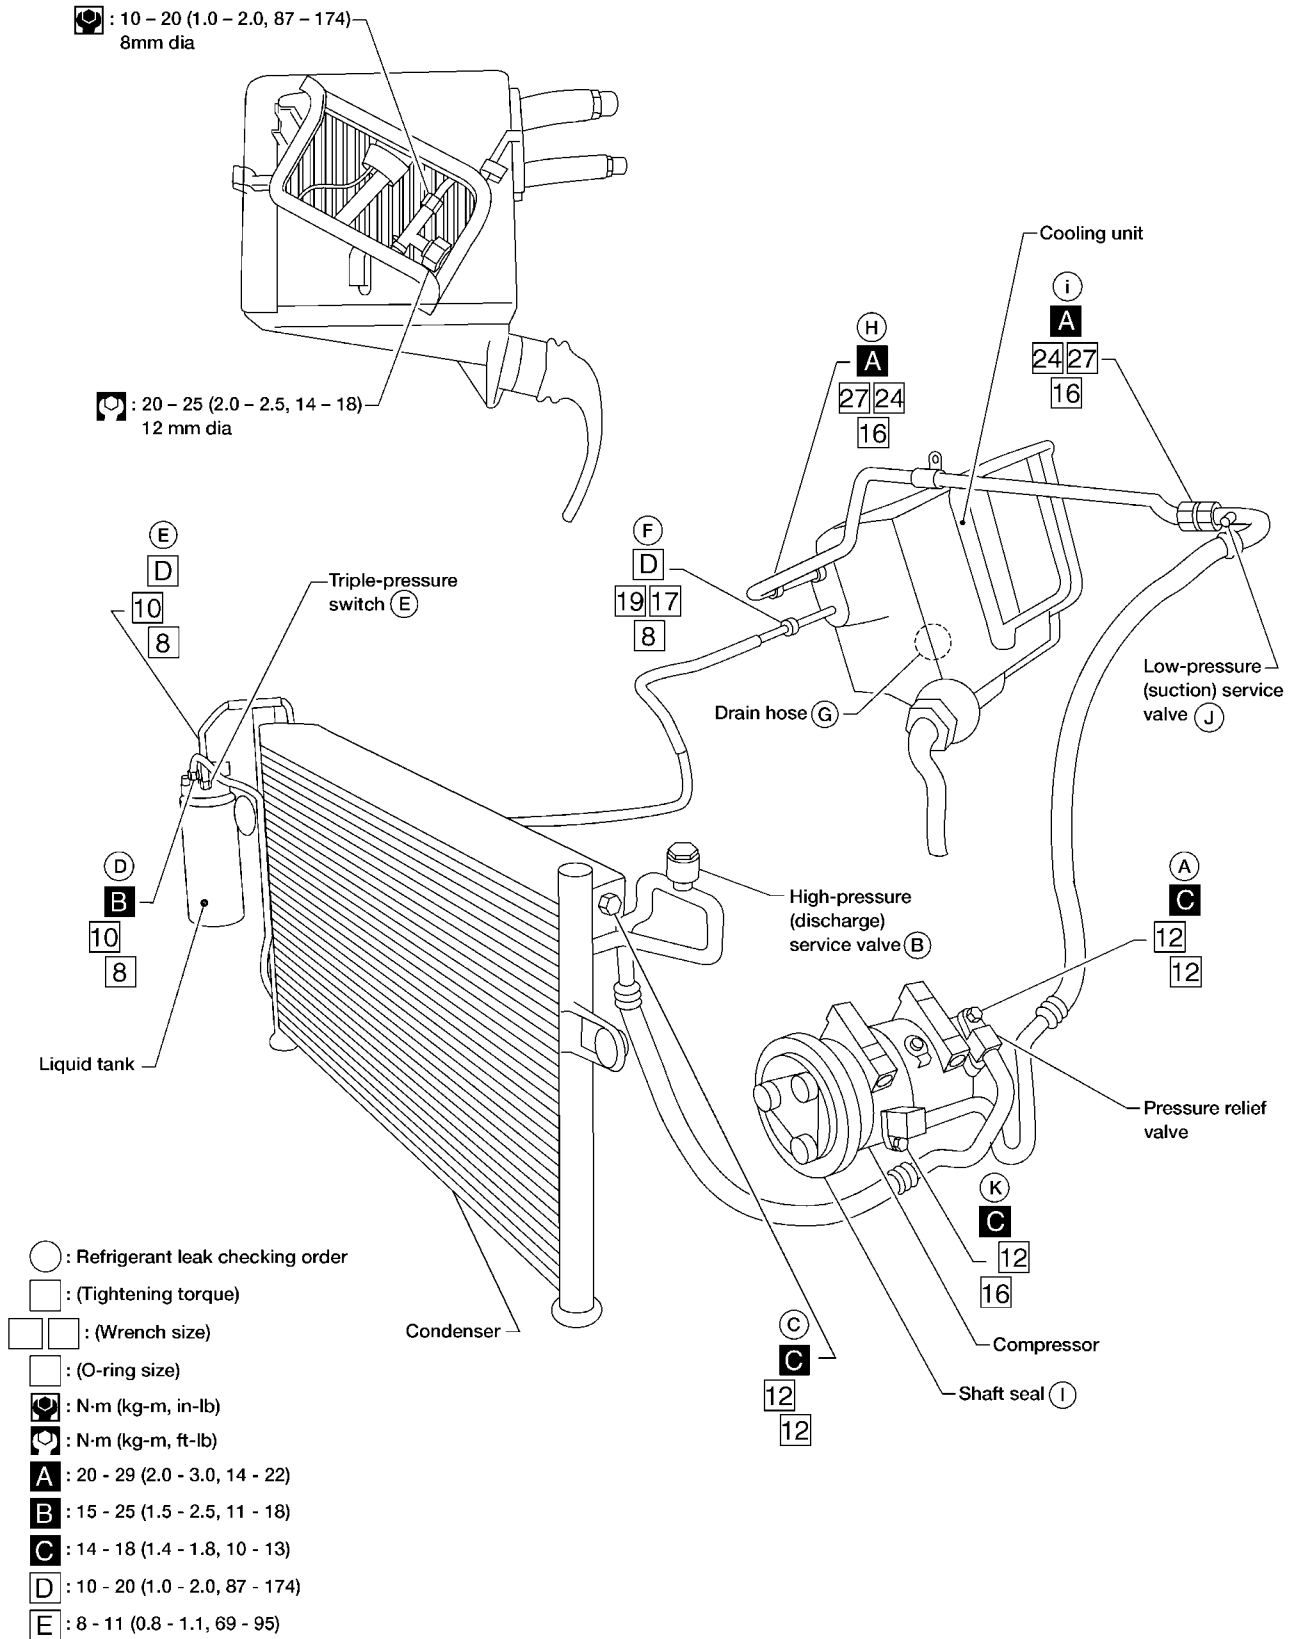 : 10 – 20 (1.0 – 2.0, 87 – 174)
8mm dia
: 20 – 25 (2.0 – 2.5, 14 – 18)
12 mm dia
Cooling unit
i
A
24 27
16
H
A
27 24
16
E
D
10
8
Triple-pressure
switch E
F
D
19 17
8
Low-pressure
(suction) service
valve J
Drain hose G
D
B
10
8
High-pressure
(discharge)
service valve B
A
C
12
12
Liquid tank
Pressure relief
valve
K
C
12
16
Condenser
C
C
12
12
Compressor
Shaft seal I
: Refrigerant leak checking order
: (Tightening torque)
: (Wrench size)
: (O-ring size)
: N·m (kg-m, in-lb)
: N·m (kg-m, ft-lb)
A : 20 - 29 (2.0 - 3.0, 14 - 22)
B : 15 - 25 (1.5 - 2.5, 11 - 18)
C : 14 - 18 (1.4 - 1.8, 10 - 13)
D : 10 - 20 (1.0 - 2.0, 87 - 174)
E : 8 - 11 (0.8 - 1.1, 69 - 95)